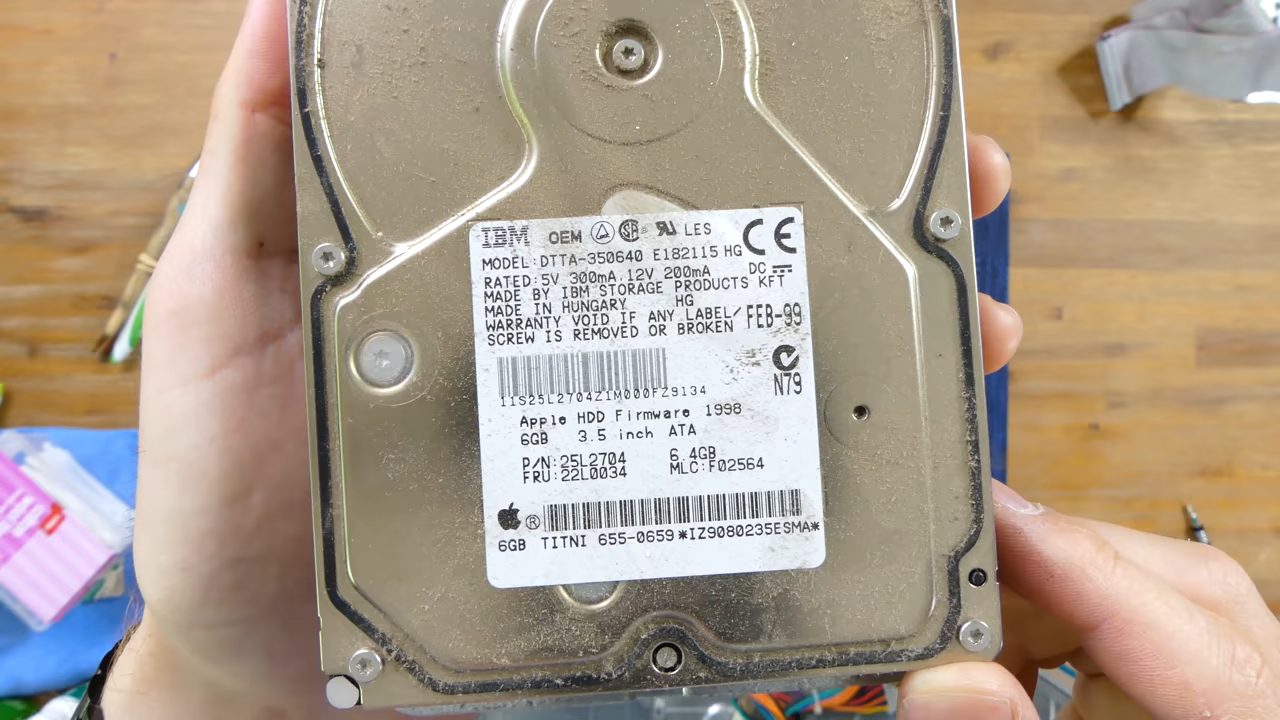 IBM OEM LES CE
MODEL:DTTA-350640 E182115 HG
RATED:5V 300mA,12V 200mA DC
MADE BY IBM STORAGE PRODUCTS KFT
MADE IN HUNGARY HG
WARRANTY VOID IF ANY LABEL/
SCREW IS REMOVED OR BROKEN
FEB-99
N79
11S25L2704Z1M000FZ9134
Apple HDD Firmware 1998
6GB 3.5 inch ATA
P/N:25L2704 6.4GB
FRU:22L0034 MLC:F02564
®
6GB TITNI 655-0659 *IZ9080235ESMA*